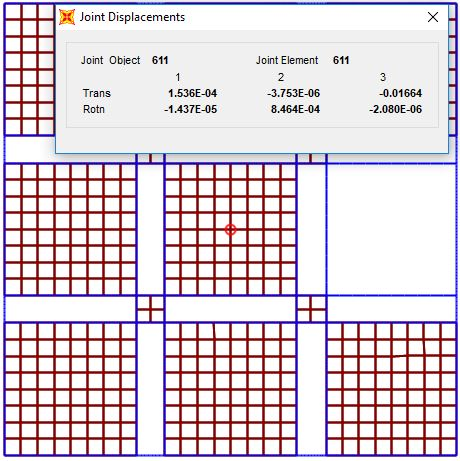 Joint Displacements
Joint Object 611 Joint Element 611
1 2 3
Trans 1.536E-04 -3.753E-06 -0.01664
Rotn -1.437E-05 8.464E-04 -2.080E-06